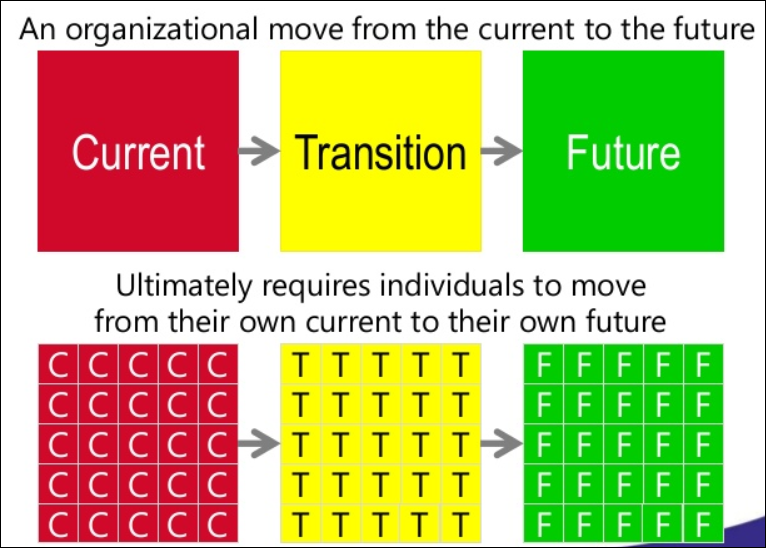 An organizational move from the current to the future
Current Transition Future
Ultimately requires individuals to move
from their own current to their own future
C C C C C T T T T T F F F F F
C C C C C T T T T T F F F F F
C C C C C T T T T T F F F F F
C C C C C T T T T T F F F F F
C C C C C T T T T T F F F F F